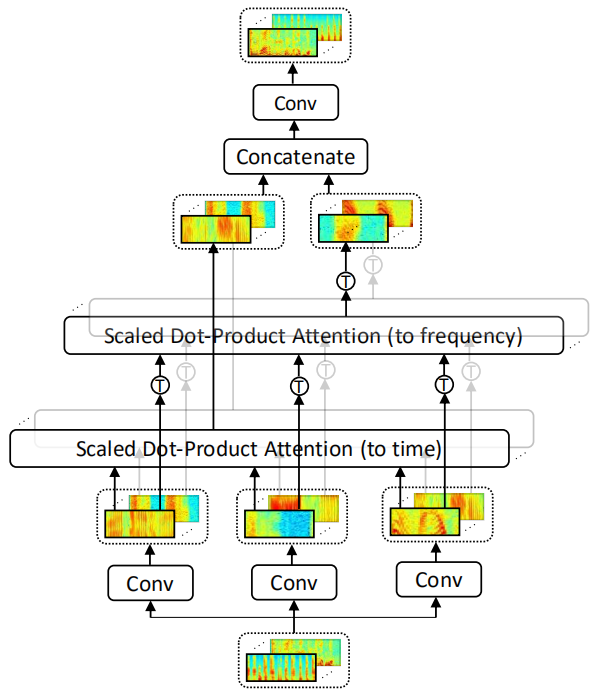 Conv
Concatenate
T
T
Scaled Dot-Product Attention (to frequency)
T T T T T T
Scaled Dot-Product Attention (to time)
Conv Conv Conv